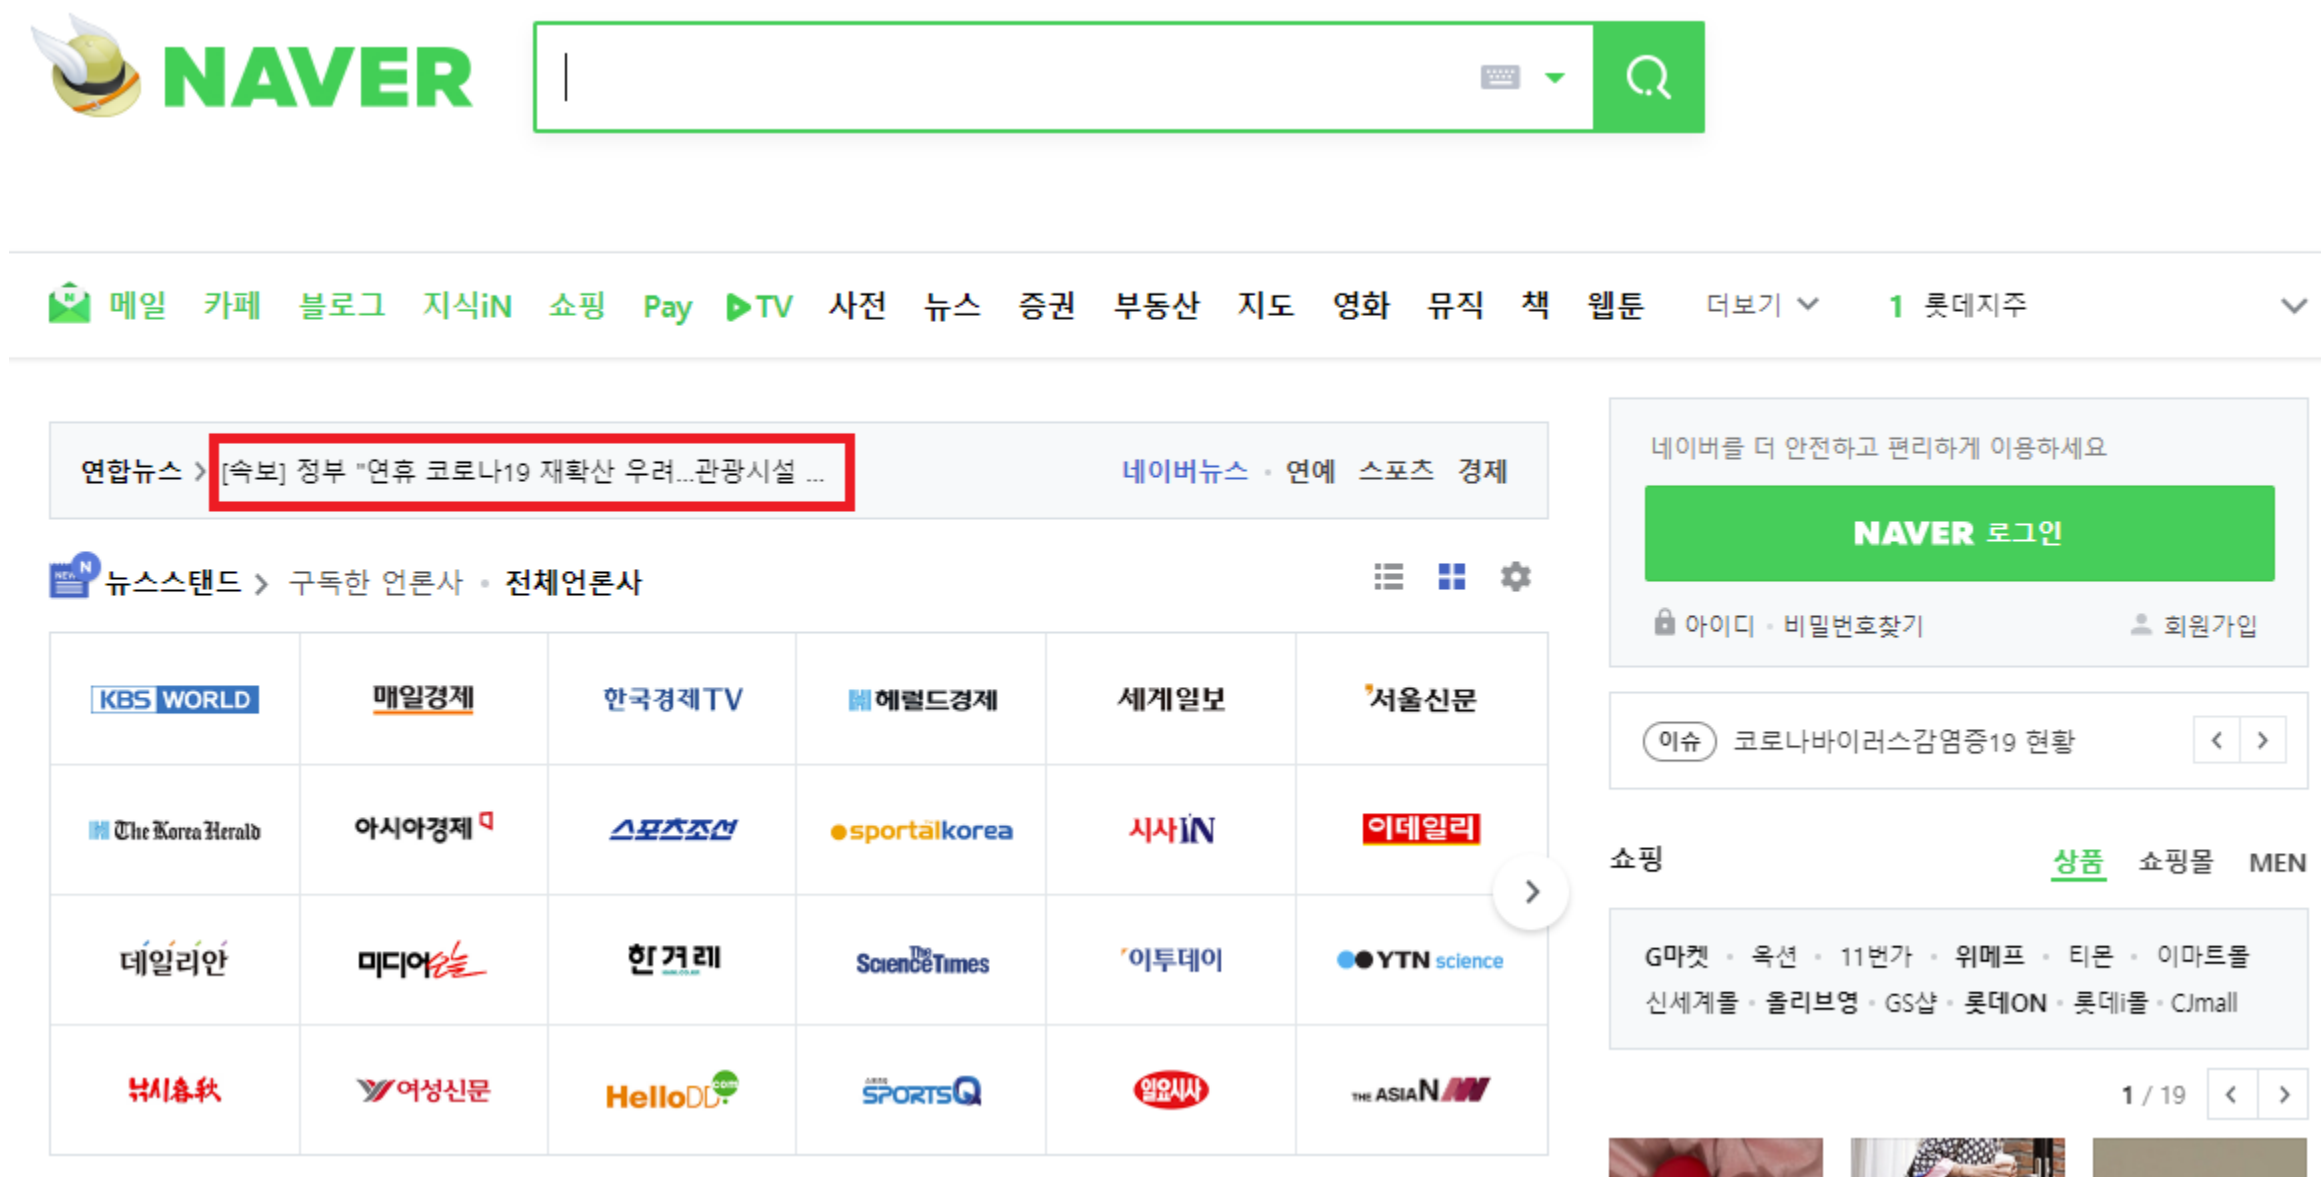 NAVER
메일 카페 블로그 지식iN 쇼핑 Pay TV 사전 뉴스 증권 부동산 지도 영화 뮤직 책 웹툰 더보기 1 롯데지주
연합뉴스 > [속보] 정부 "연휴 코로나19 재확산 우려...관광시설 ...
네이버뉴스 · 연예 스포츠 경제
네이버를 더 안전하고 편리하게 이용하세요
NAVER 로그인
아이디 · 비밀번호찾기 회원가입
NEW N 뉴스스탠드 > 구독한 언론사 · 전체언론사
KBS WORLD 매일경제 한국경제TV 헤럴드경제 세계일보 서울신문
The Korea Herald 아시아경제 스포츠조선 sportalkorea 시사IN 이데일리
데일리안 미디어오늘 한겨레 The ScienceTimes 이투데이 YTN science
낚시春秋 여성신문 HelloDD.com SPORTSQ 일요시사 THE ASIAN
이슈 코로나바이러스감염증19 현황
쇼핑 상품 쇼핑몰 MEN
G마켓 · 옥션 · 11번가 · 위메프 · 티몬 · 이마트몰
신세계몰 · 올리브영 · GS샵 · 롯데ON · 롯데i몰 · CJmall
1 / 19